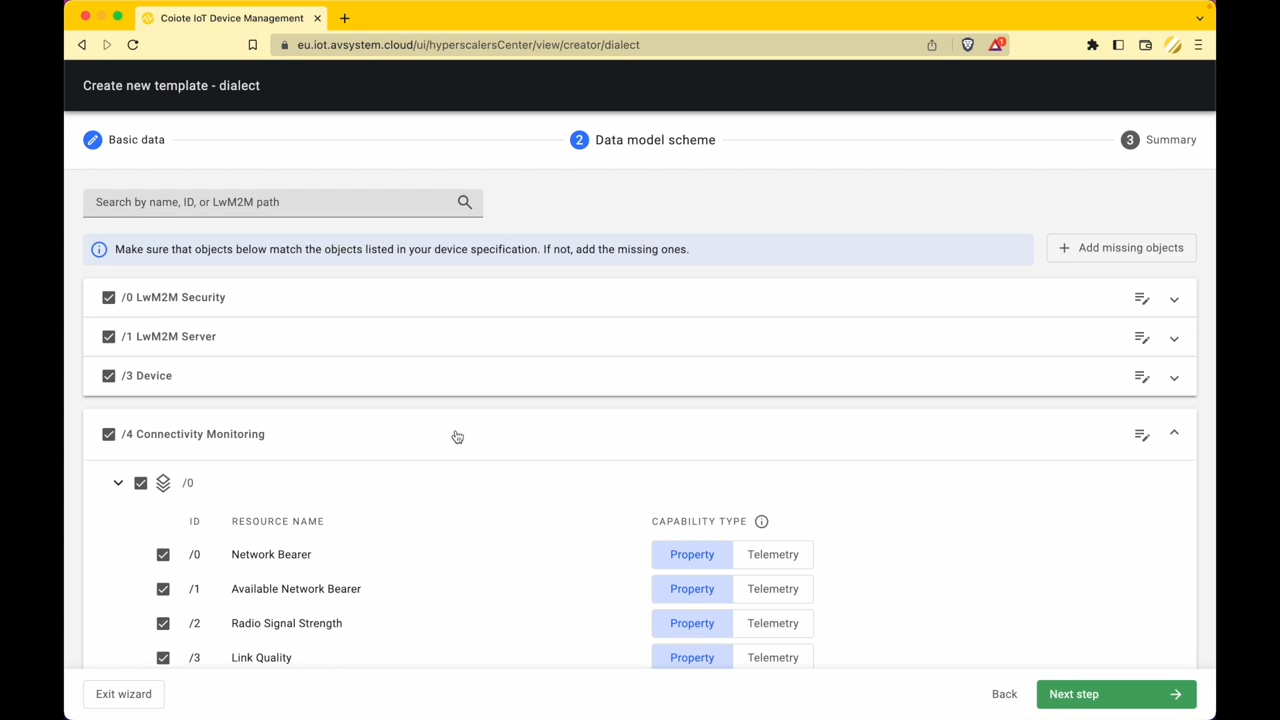 Coiote IoT Device Management
eu.iot.avsystem.cloud/ui/hyperscalersCenter/view/creator/dialect
Create new template - dialect
Basic data
2 Data model scheme
3 Summary
Search by name, ID, or LwM2M path
Make sure that objects below match the objects listed in your device specification. If not, add the missing ones.
+ Add missing objects
/0 LwM2M Security
/1 LwM2M Server
/3 Device
/4 Connectivity Monitoring
/0
ID RESOURCE NAME CAPABILITY TYPE
/0 Network Bearer Property Telemetry
/1 Available Network Bearer Property Telemetry
/2 Radio Signal Strength Property Telemetry
/3 Link Quality Property Telemetry
Exit wizard Back Next step